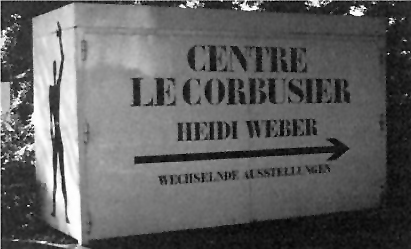 CENTRE
LE CORBUSIER
HEIDI WEBER
WECHSELNDE AUSSTELLUNGEN